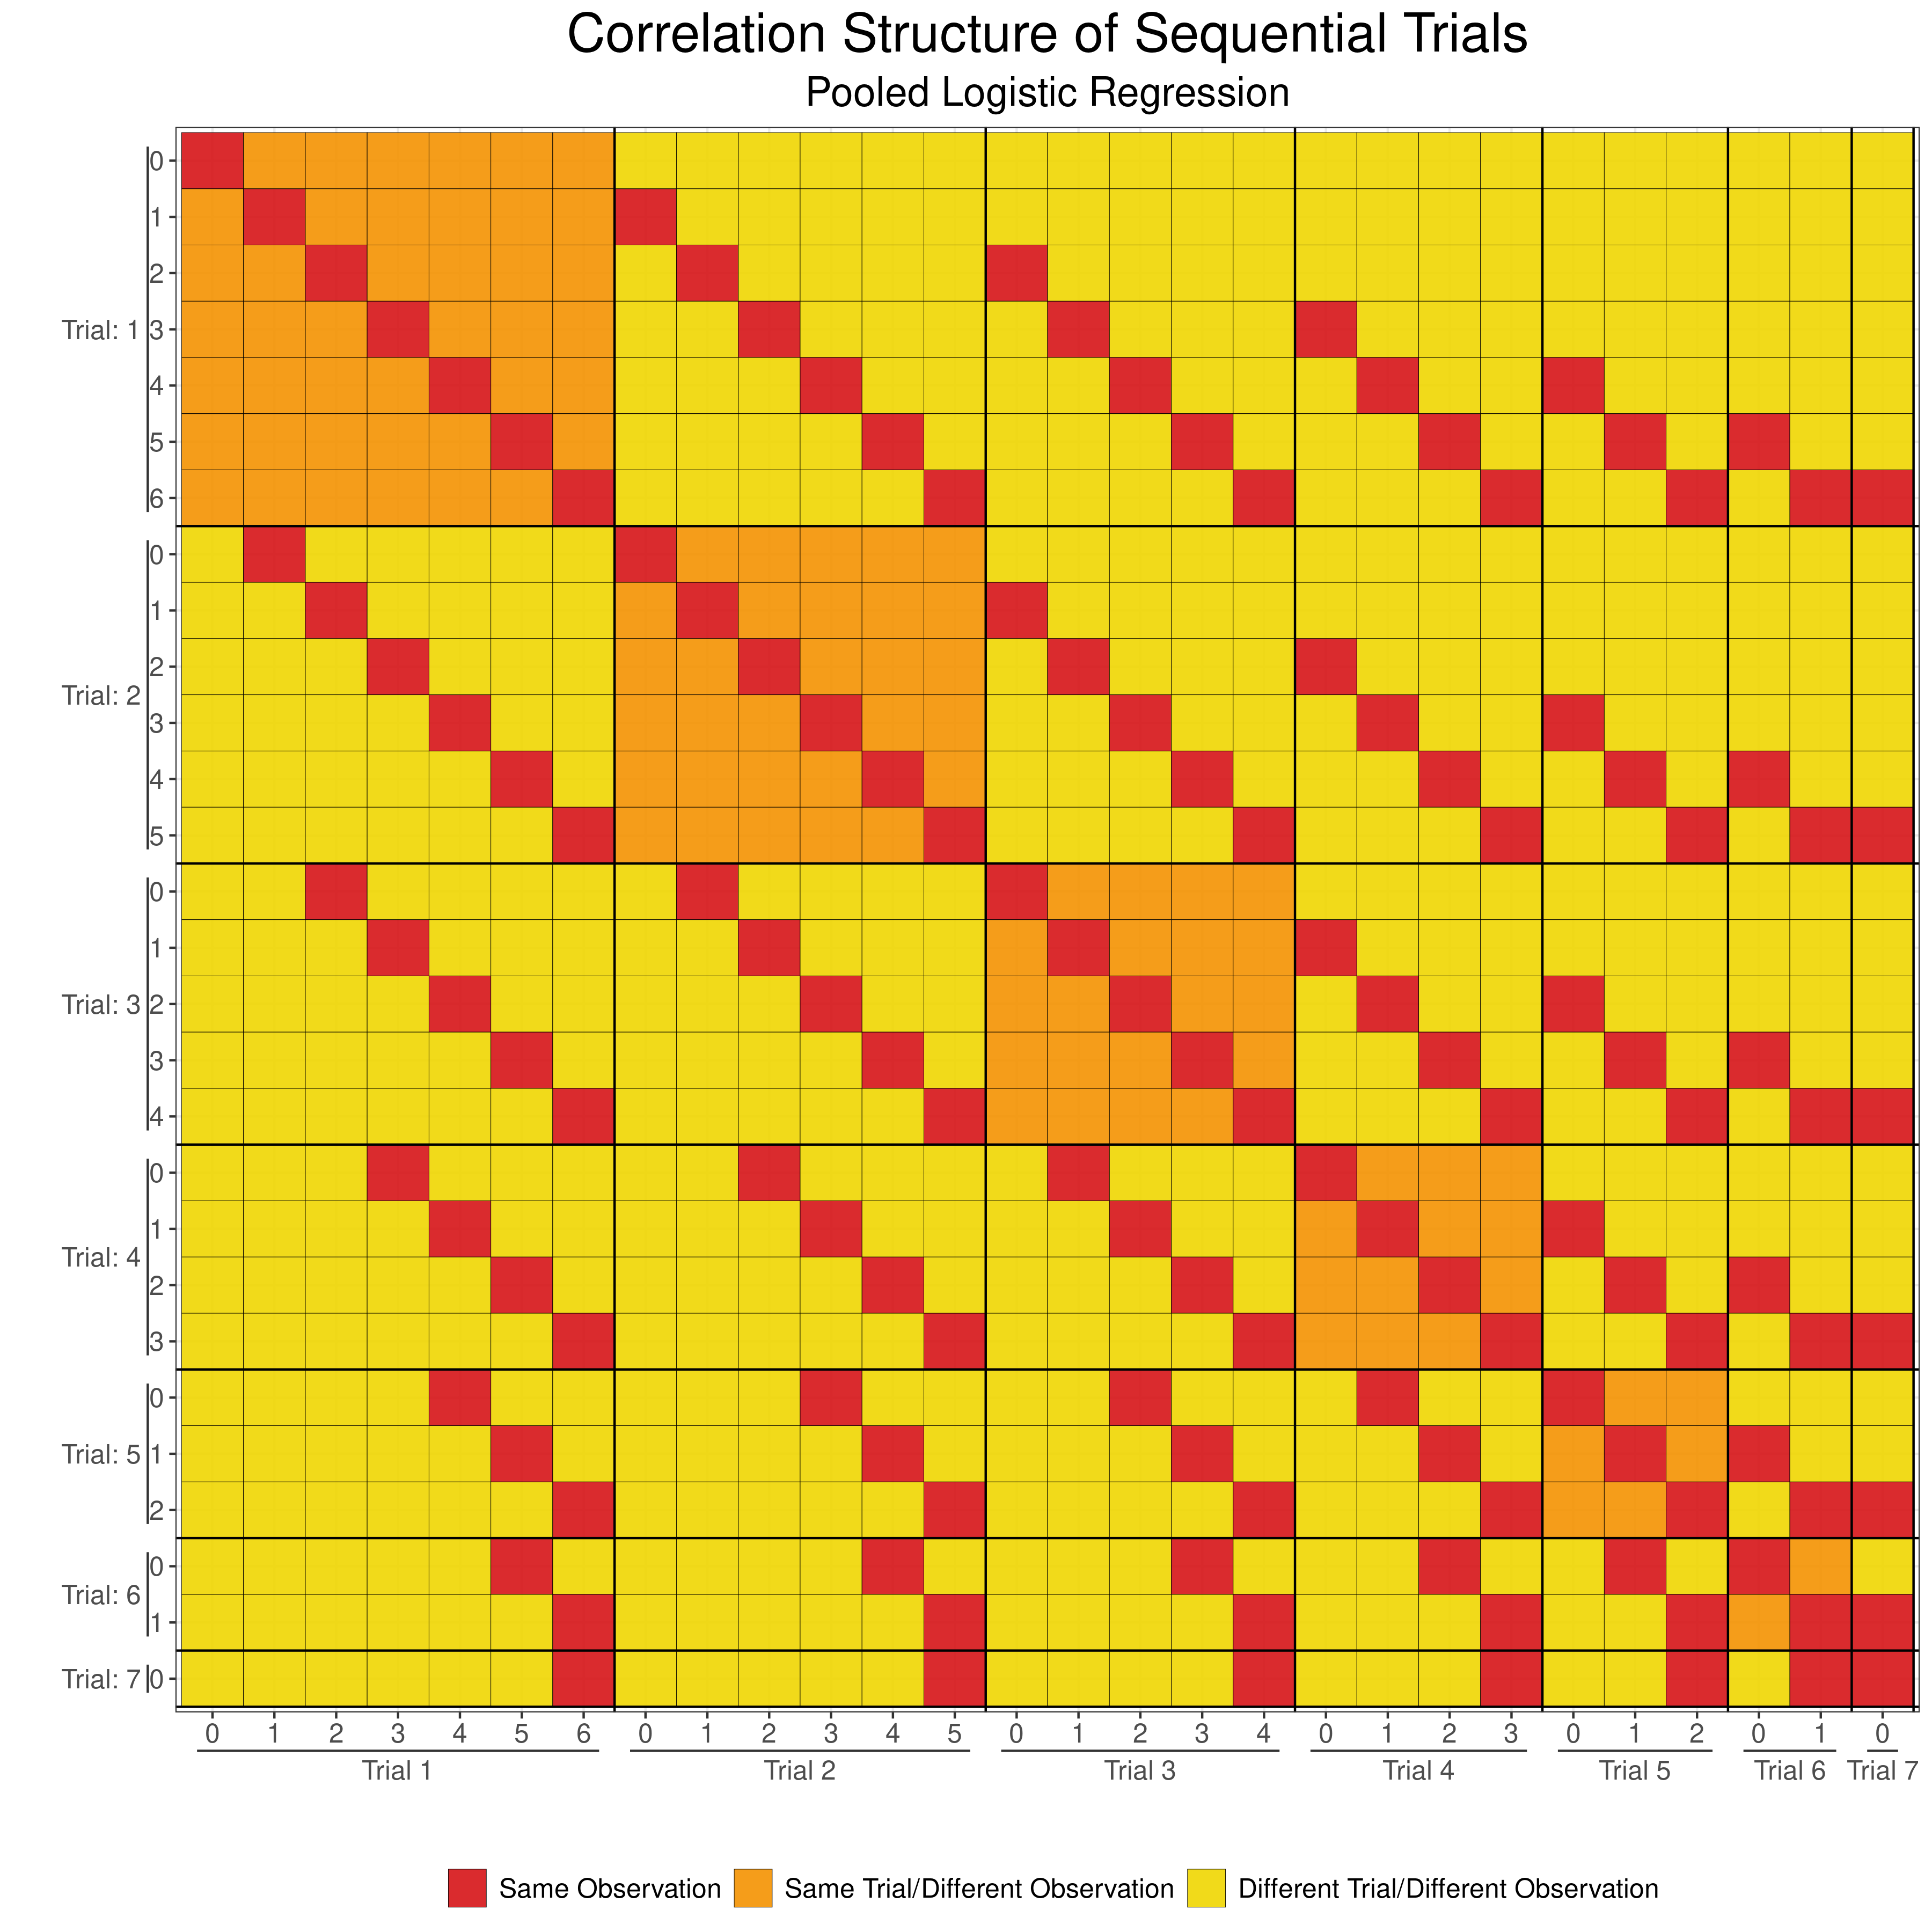 Correlation Structure of Sequential Trials
Pooled Logistic Regression
0
1
2
Trial: 1 3
4
5
6
0
1
2
Trial: 2
3
4
5
0
1
Trial: 3 2
3
4
0
1
Trial: 4
2
3
0
Trial: 5 1
2
0
Trial: 6
1
Trial: 7 0
0 1 2 3 4 5 6 0 1 2 3 4 5 0 1 2 3 4 0 1 2 3 0 1 2 0 1 0
Trial 1 Trial 2 Trial 3 Trial 4 Trial 5 Trial 6 Trial 7
Same Observation Same Trial/Different Observation Different Trial/Different Observation